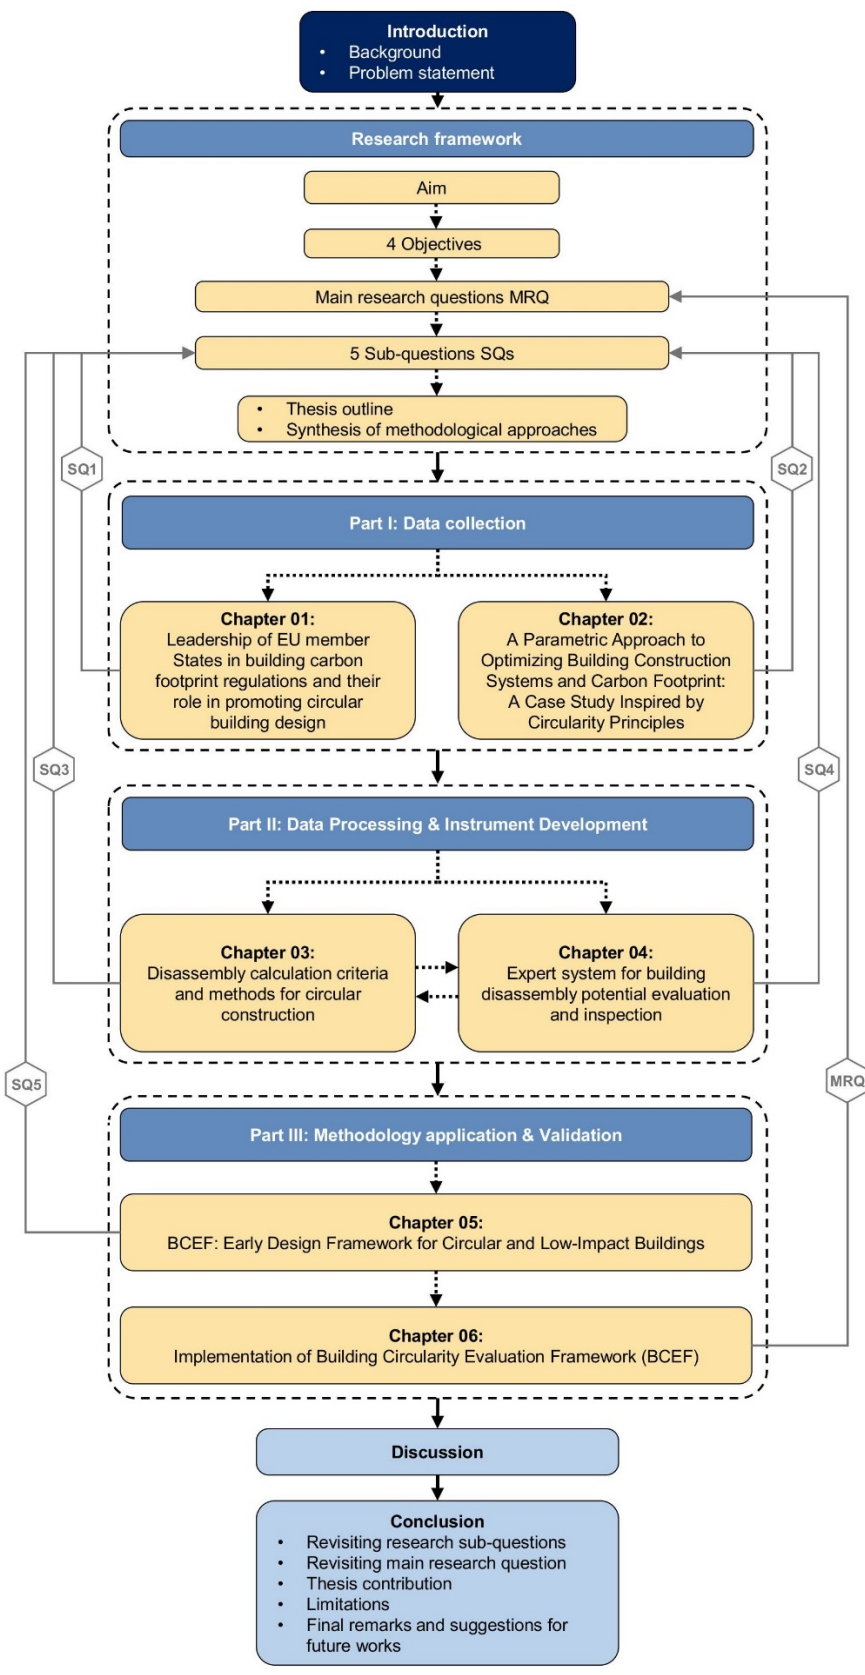 Introduction
• Background
• Problem statement
Research framework
Aim
4 Objectives
Main research questions MRQ
5 Sub-questions SQs
• Thesis outline
• Synthesis of methodological approaches
SQ1
SQ2
Part I: Data collection
Chapter 01:
Leadership of EU member
States in building carbon
footprint regulations and their
role in promoting circular
building design
Chapter 02:
A Parametric Approach to
Optimizing Building Construction
Systems and Carbon Footprint:
A Case Study Inspired by
Circularity Principles
SQ3
SQ4
Part II: Data Processing & Instrument Development
Chapter 03:
Disassembly calculation criteria
and methods for circular
construction
Chapter 04:
Expert system for building
disassembly potential evaluation
and inspection
SQ5
MRQ
Part III: Methodology application & Validation
Chapter 05:
BCEF: Early Design Framework for Circular and Low-Impact Buildings
Chapter 06:
Implementation of Building Circularity Evaluation Framework (BCEF)
Discussion
Conclusion
• Revisiting research sub-questions
• Revisiting main research question
• Thesis contribution
• Limitations
• Final remarks and suggestions for
future works